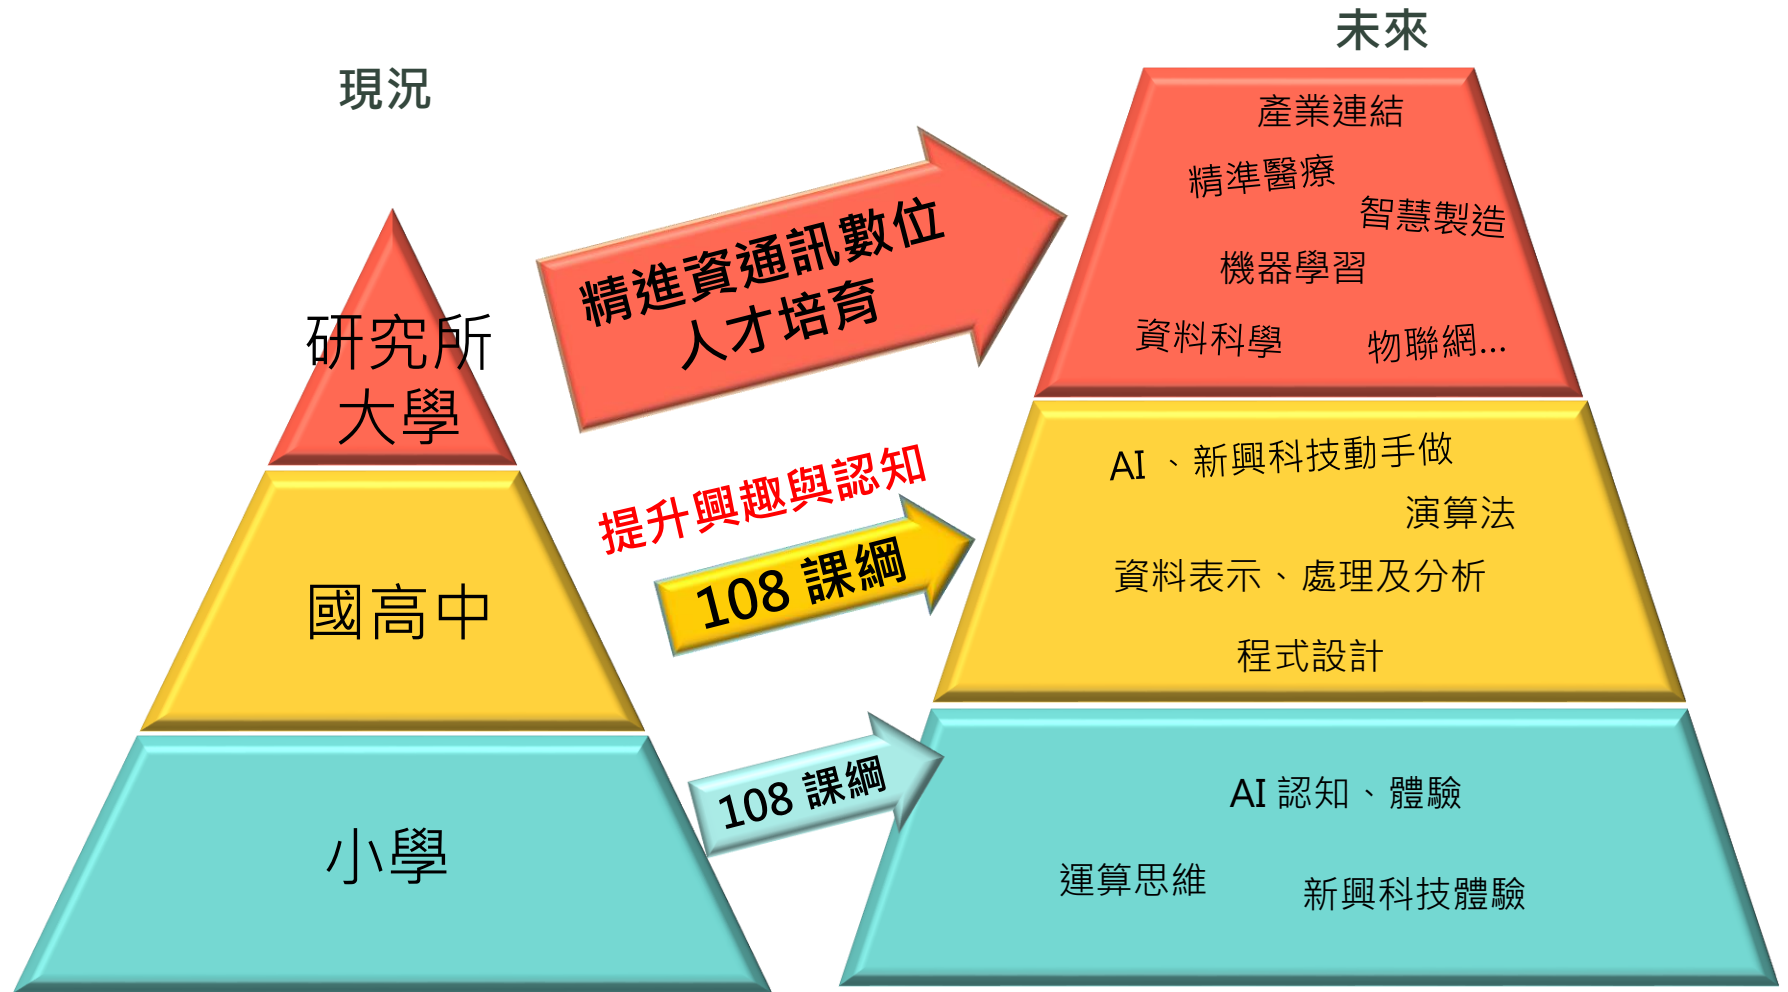 現況
研究所
大學
國高中
小學
精進資通訊數位
人才培育
提升興趣與認知
108 課綱
108 課綱
未來
產業連結
精準醫療
智慧製造
機器學習
資料科學
物聯網...
AI 、新興科技動手做
演算法
資料表示、處理及分析
程式設計
AI 認知、體驗
運算思維
新興科技體驗